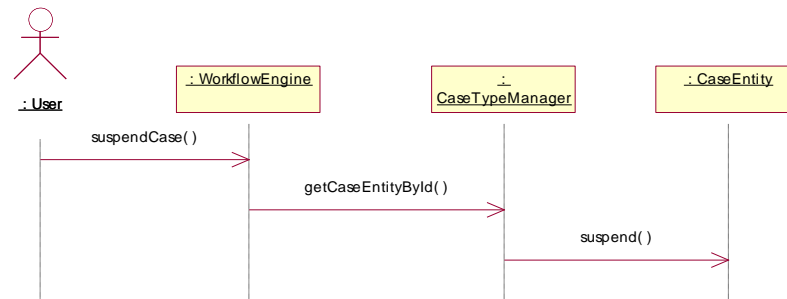 : User
: WorkflowEngine
:
CaseTypeManager
: CaseEntity
suspendCase( )
getCaseEntityById( )
suspend( )